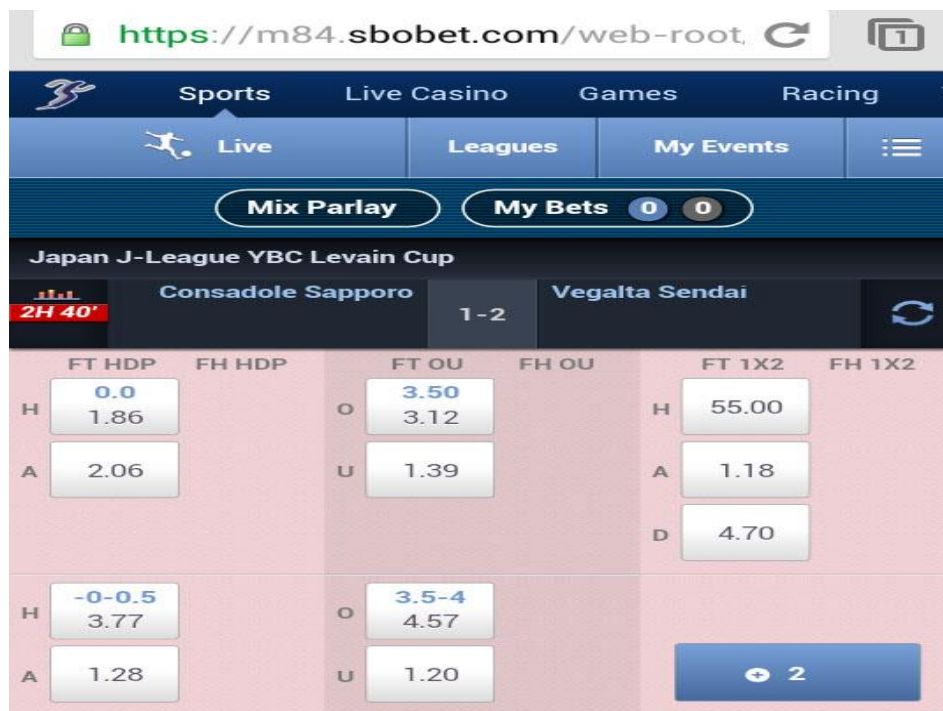 https://m84.sbobet.com/web-root, 1
Sports Live Casino Games Racing
Live Leagues My Events
Mix Parlay My Bets 0 0
Japan J-League YBC Levain Cup
2H 40' Consadole Sapporo 1-2 Vegalta Sendai
FT HDP FH HDP FT OU FH OU FT 1X2 FH 1X2
H 0.0 1.86 O 3.50 3.12 H 55.00
A 2.06 U 1.39 A 1.18
D 4.70
H -0-0.5 3.77 O 3.5-4 4.57
A 1.28 U 1.20 2